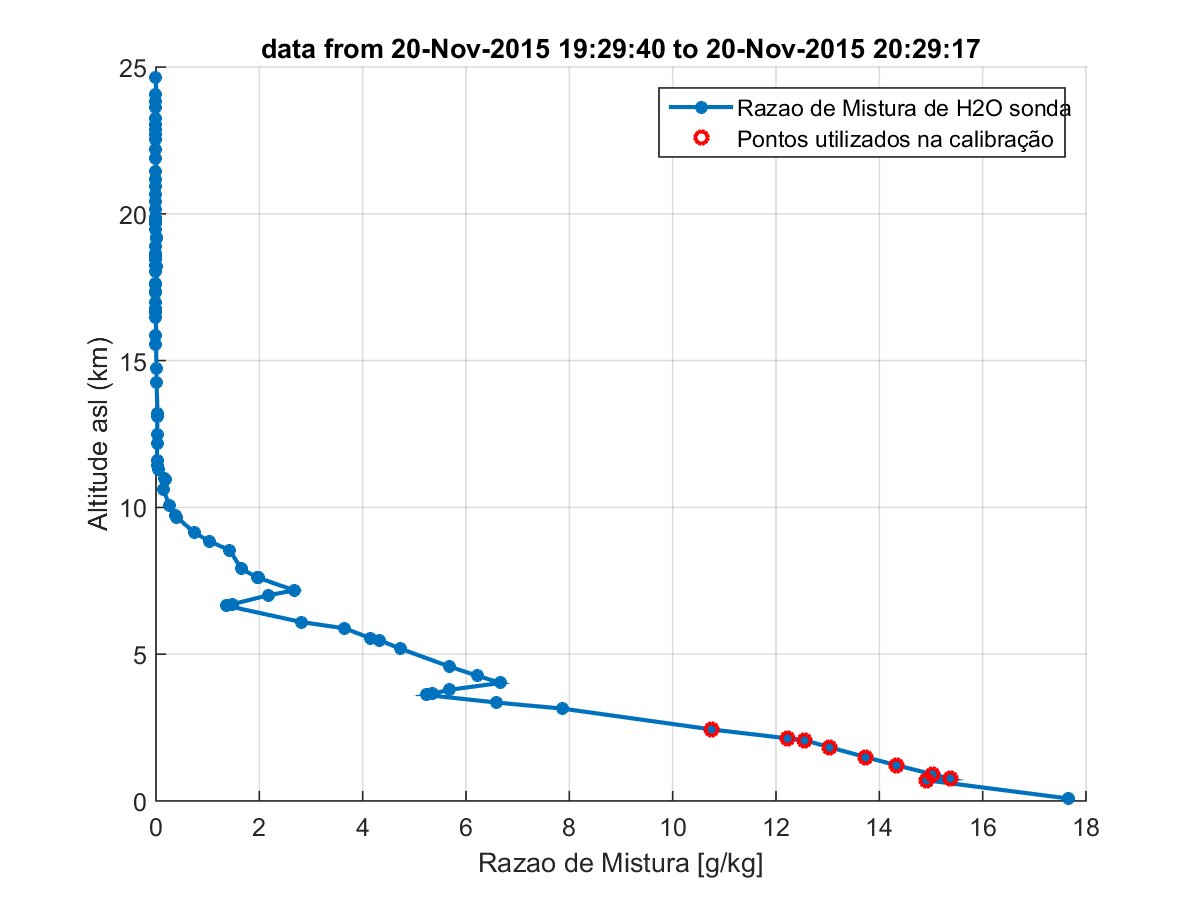 data from 20-Nov-2015 19:29:40 to 20-Nov-2015 20:29:17
Razao de Mistura de H2O sonda
Pontos utilizados na calibração
25
20
15
10
5
0
Altitude asl (km)
0 2 4 6 8 10 12 14 16 18
Razao de Mistura [g/kg]